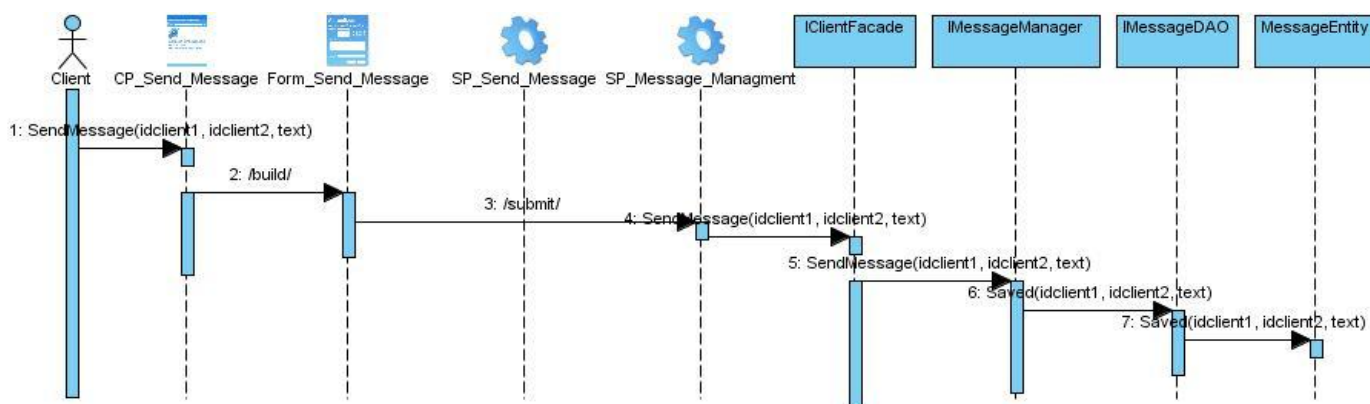 IClientFacade
IMessageManager
IMessageDAO
MessageEntity
Client
CP_Send_Message
Form_Send_Message
SP_Send_Message
SP_Message_Managment
1: SendMessage(idclient1, idclient2, text)
2: /build/
3: /submit/
4: SendMessage(idclient1, idclient2, text)
5: SendMessage(idclient1, idclient2, text)
6: Saved(idclient1, idclient2, text)
7: Saved(idclient1, idclient2, text)